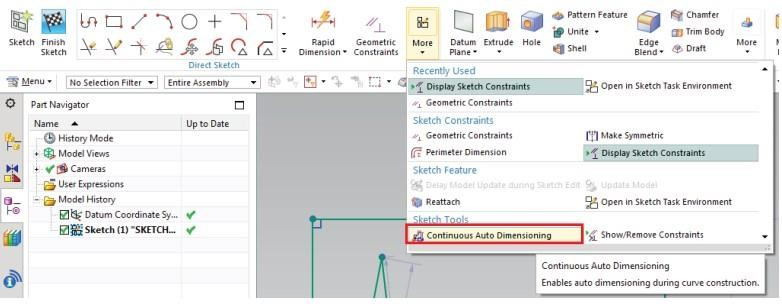 Sketch
Finish Sketch
Direct Sketch
Rapid Dimension
Geometric Constraints
More
Datum Plane
Extrude
Hole
Pattern Feature
Unite
Shell
Edge Blend
Chamfer
Trim Body
Draft
More
Menu
No Selection Filter
Entire Assembly
Part Navigator
Name
Up to Date
History Mode
Model Views
Cameras
User Expressions
Model History
Datum Coordinate Sy...
Sketch (1) "SKETCH...
Recently Used
Display Sketch Constraints
Open in Sketch Task Environment
Geometric Constraints
Sketch Constraints
Geometric Constraints
Make Symmetric
Perimeter Dimension
Display Sketch Constraints
Sketch Feature
Delay Model Update during Sketch Edit
Update Model
Reattach
Open in Sketch Task Environment
Sketch Tools
Continuous Auto Dimensioning
Show/Remove Constraints
Continuous Auto Dimensioning
Enables auto dimensioning during curve construction.